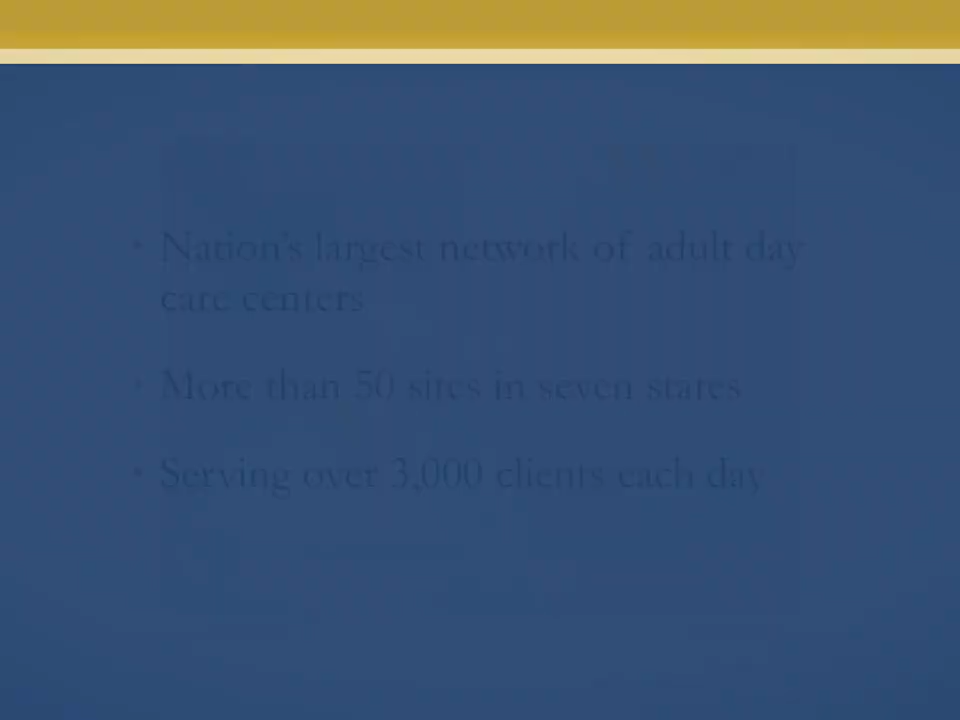 • Nation's largest network of adult day
care centers
• More than 50 sites in seven states
• Serving over 3,000 clients each day